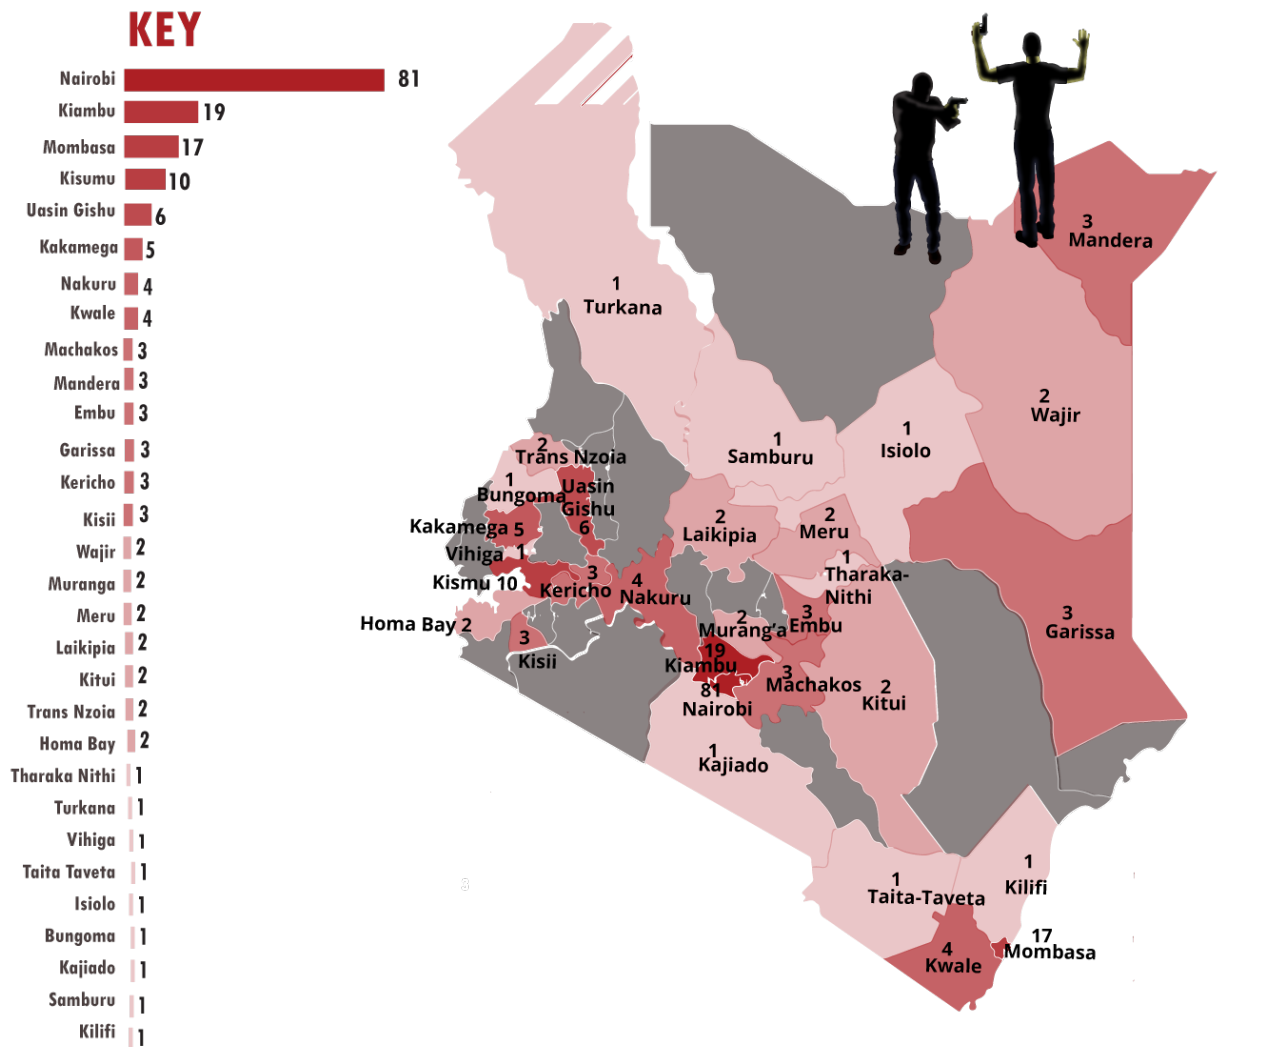 KEY
Nairobi 81
Kiambu 19
Mombasa 17
Kisumu 10
Uasin Gishu 6
Kakamega 5
Nakuru 4
Kwale 4
Machakos 3
Mandera 3
Embu 3
Garissa 3
Kericho 3
Kisii 3
Wajir 2
Muranga 2
Meru 2
Laikipia 2
Kitui 2
Trans Nzoia 2
Homa Bay 2
Tharaka Nithi 1
Turkana 1
Vihiga 1
Taita Taveta 1
Isiolo 1
Bungoma 1
Kajiado 1
Samburu 1
Kilifi 1
3
Mandera
1
Turkana
2
Wajir
1
Isiolo
1
Samburu
2
Trans Nzoia
1
Bungoma
Uasin
Gishu
6
Kakamega 5
Vihiga 1
Kismu 10
3
Kericho
4
Nakuru
2
Laikipia
2
Meru
1
Tharaka-
Nithi
Homa Bay 2
3
Kisii
2
Murang'a
3
Embu
3
Garissa
19
Kiambu
81
Nairobi
3
Machakos
2
Kitui
1
Kajiado
1
Taita-Taveta
1
Kilifi
17
Mombasa
4
Kwale
3